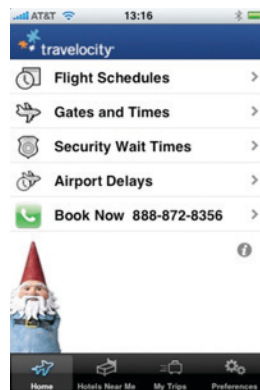 AT&T 13:16
travelocity
Flight Schedules
Gates and Times
Security Wait Times
Airport Delays
Book Now 888-872-8356
Home Hotels Near Me My Trips Preferences